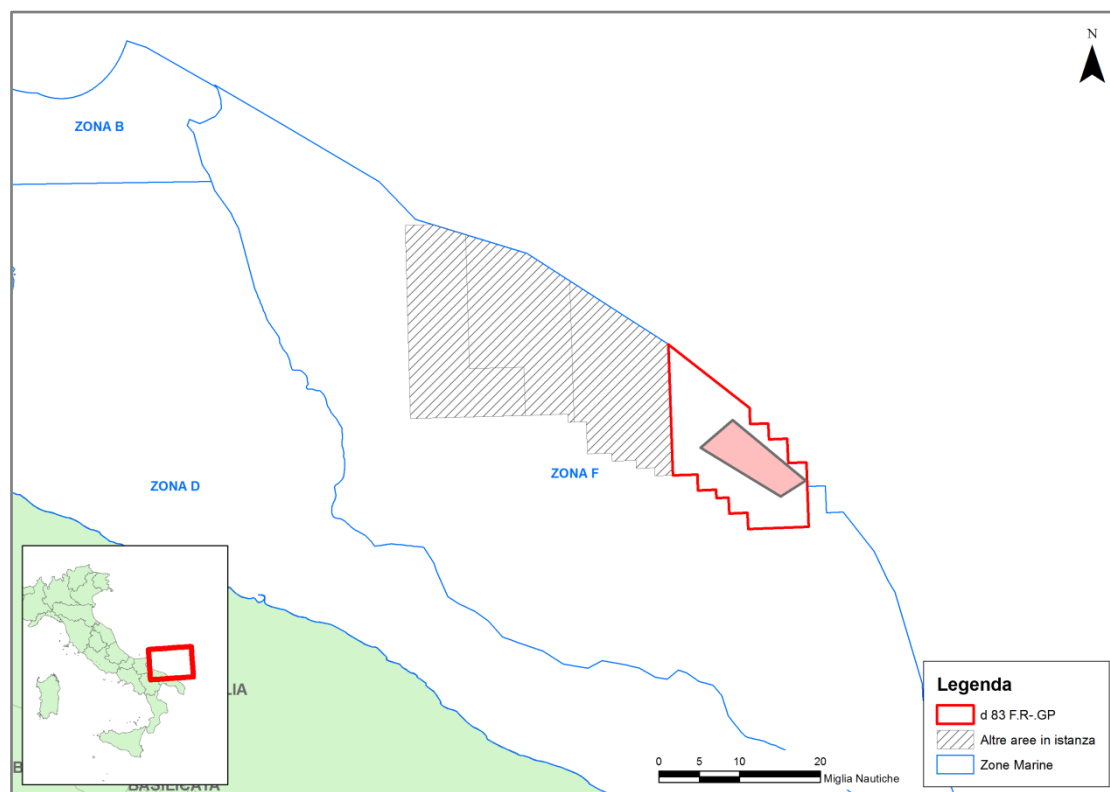 N
ZONA B
ZONA F
ZONA D
LIA
B
BASILICATA
0 5 10 20
Miglia Nautiche
Legenda
d 83 F.R-.GP
Altre aree in istanza
Zone Marine